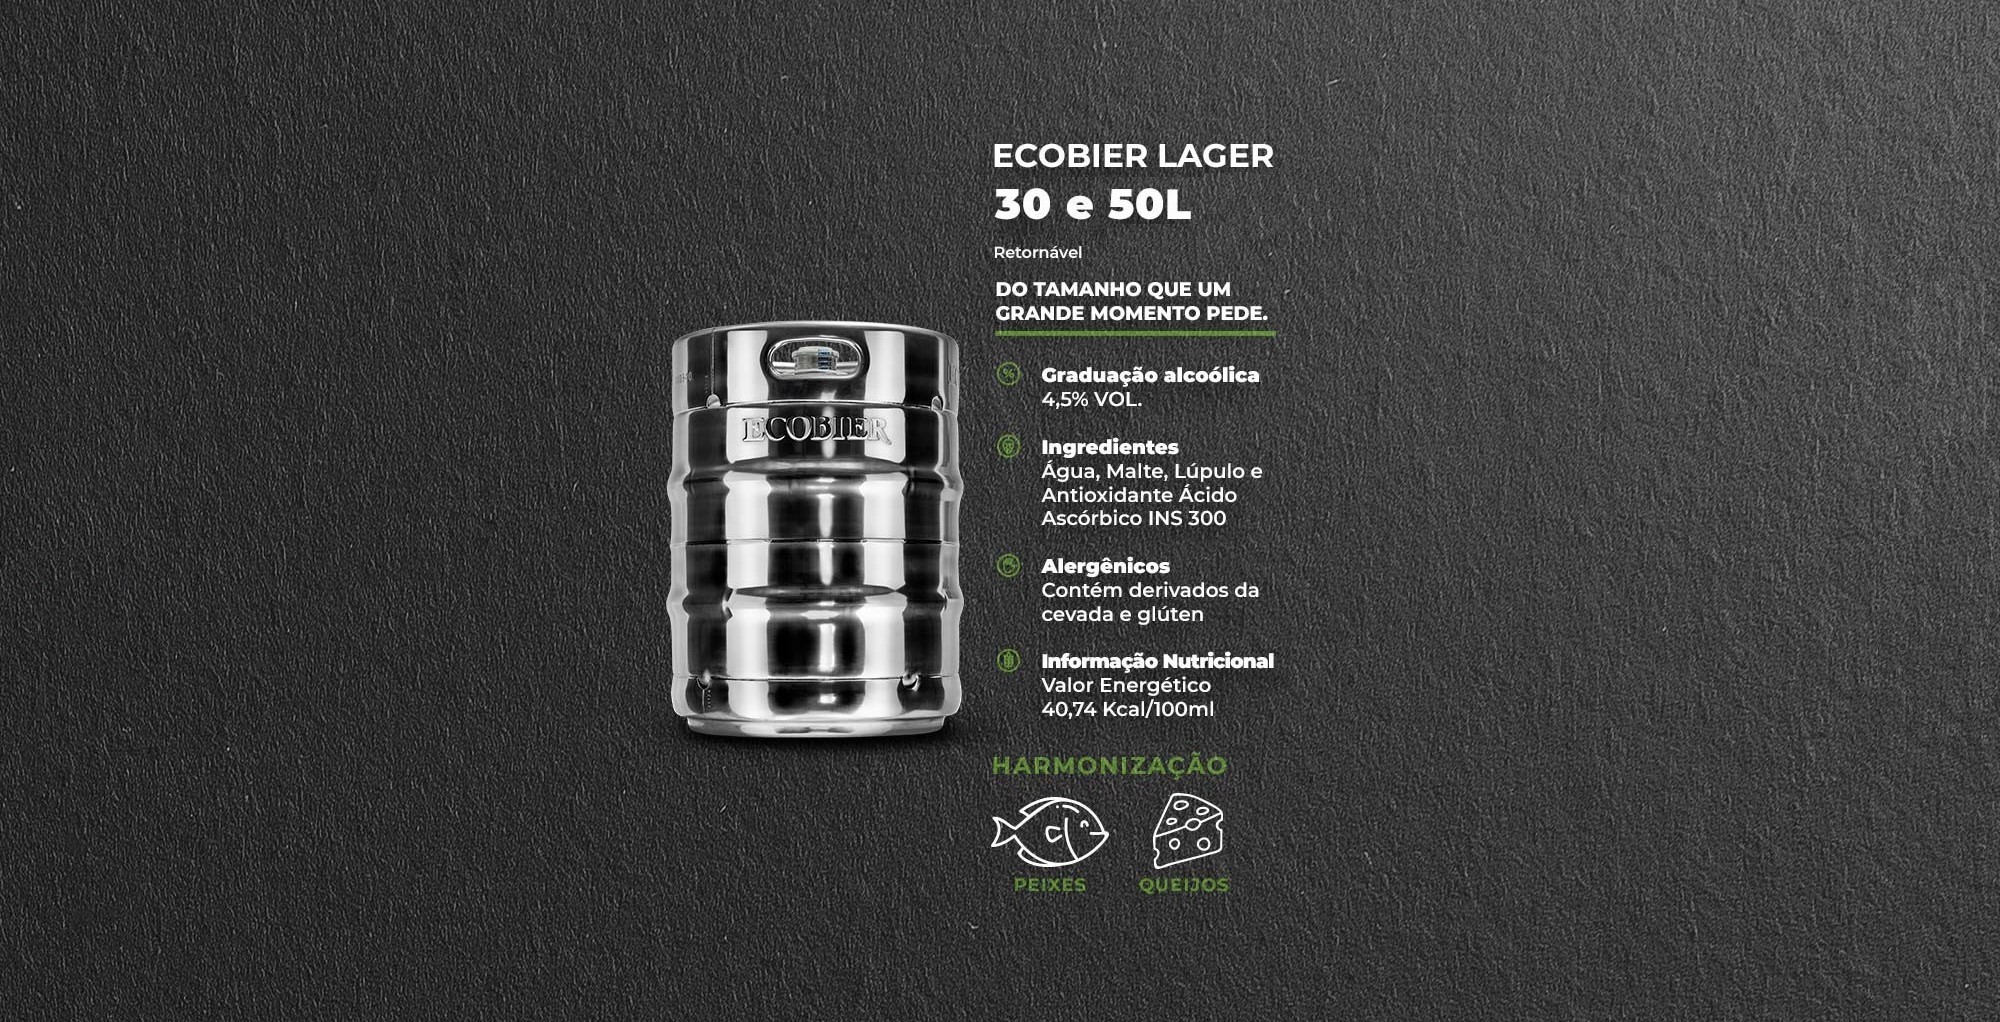 ECOBIER LAGER
30 e 50L
Retornável
DO TAMANHO QUE UM
GRANDE MOMENTO PEDE.
ECOBIER
%
Graduação alcoólica
4,5% VOL.
Ingredientes
Água, Malte, Lúpulo e
Antioxidante Ácido
Ascórbico INS 300
Alergênicos
Contém derivados da
cevada e glúten
Informação Nutricional
Valor Energético
40,74 Kcal/100ml
HARMONIZAÇÃO
PEIXES
QUEIJOS